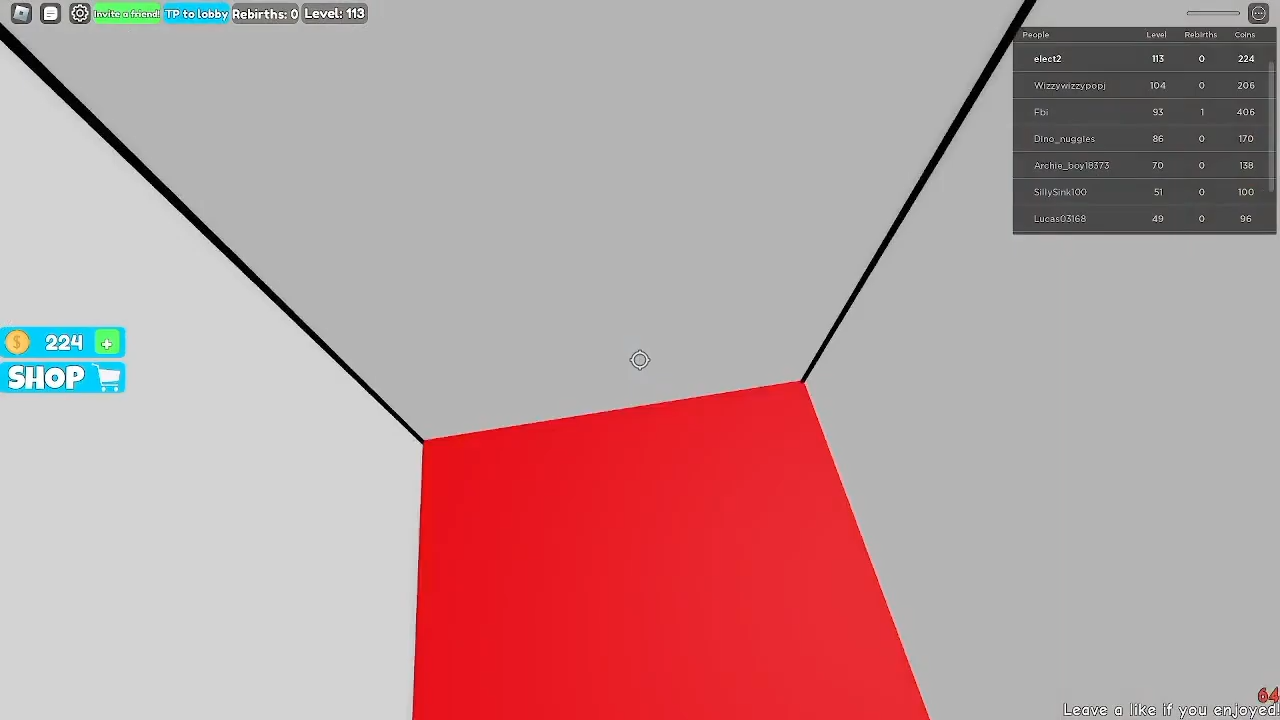 Invite a friend! TP to lobby Rebirths: 0 Level: 113
People Level Rebirths Coins
elect2 113 0 224
Wizzywizzypopj 104 0 206
Fbi 93 1 406
Dino_nuggies 86 0 170
Archie_boy18373 70 0 138
SillySink100 51 0 100
Lucas03168 49 0 96
$ 224 +
SHOP
64
Leave a like if you enjoyed!